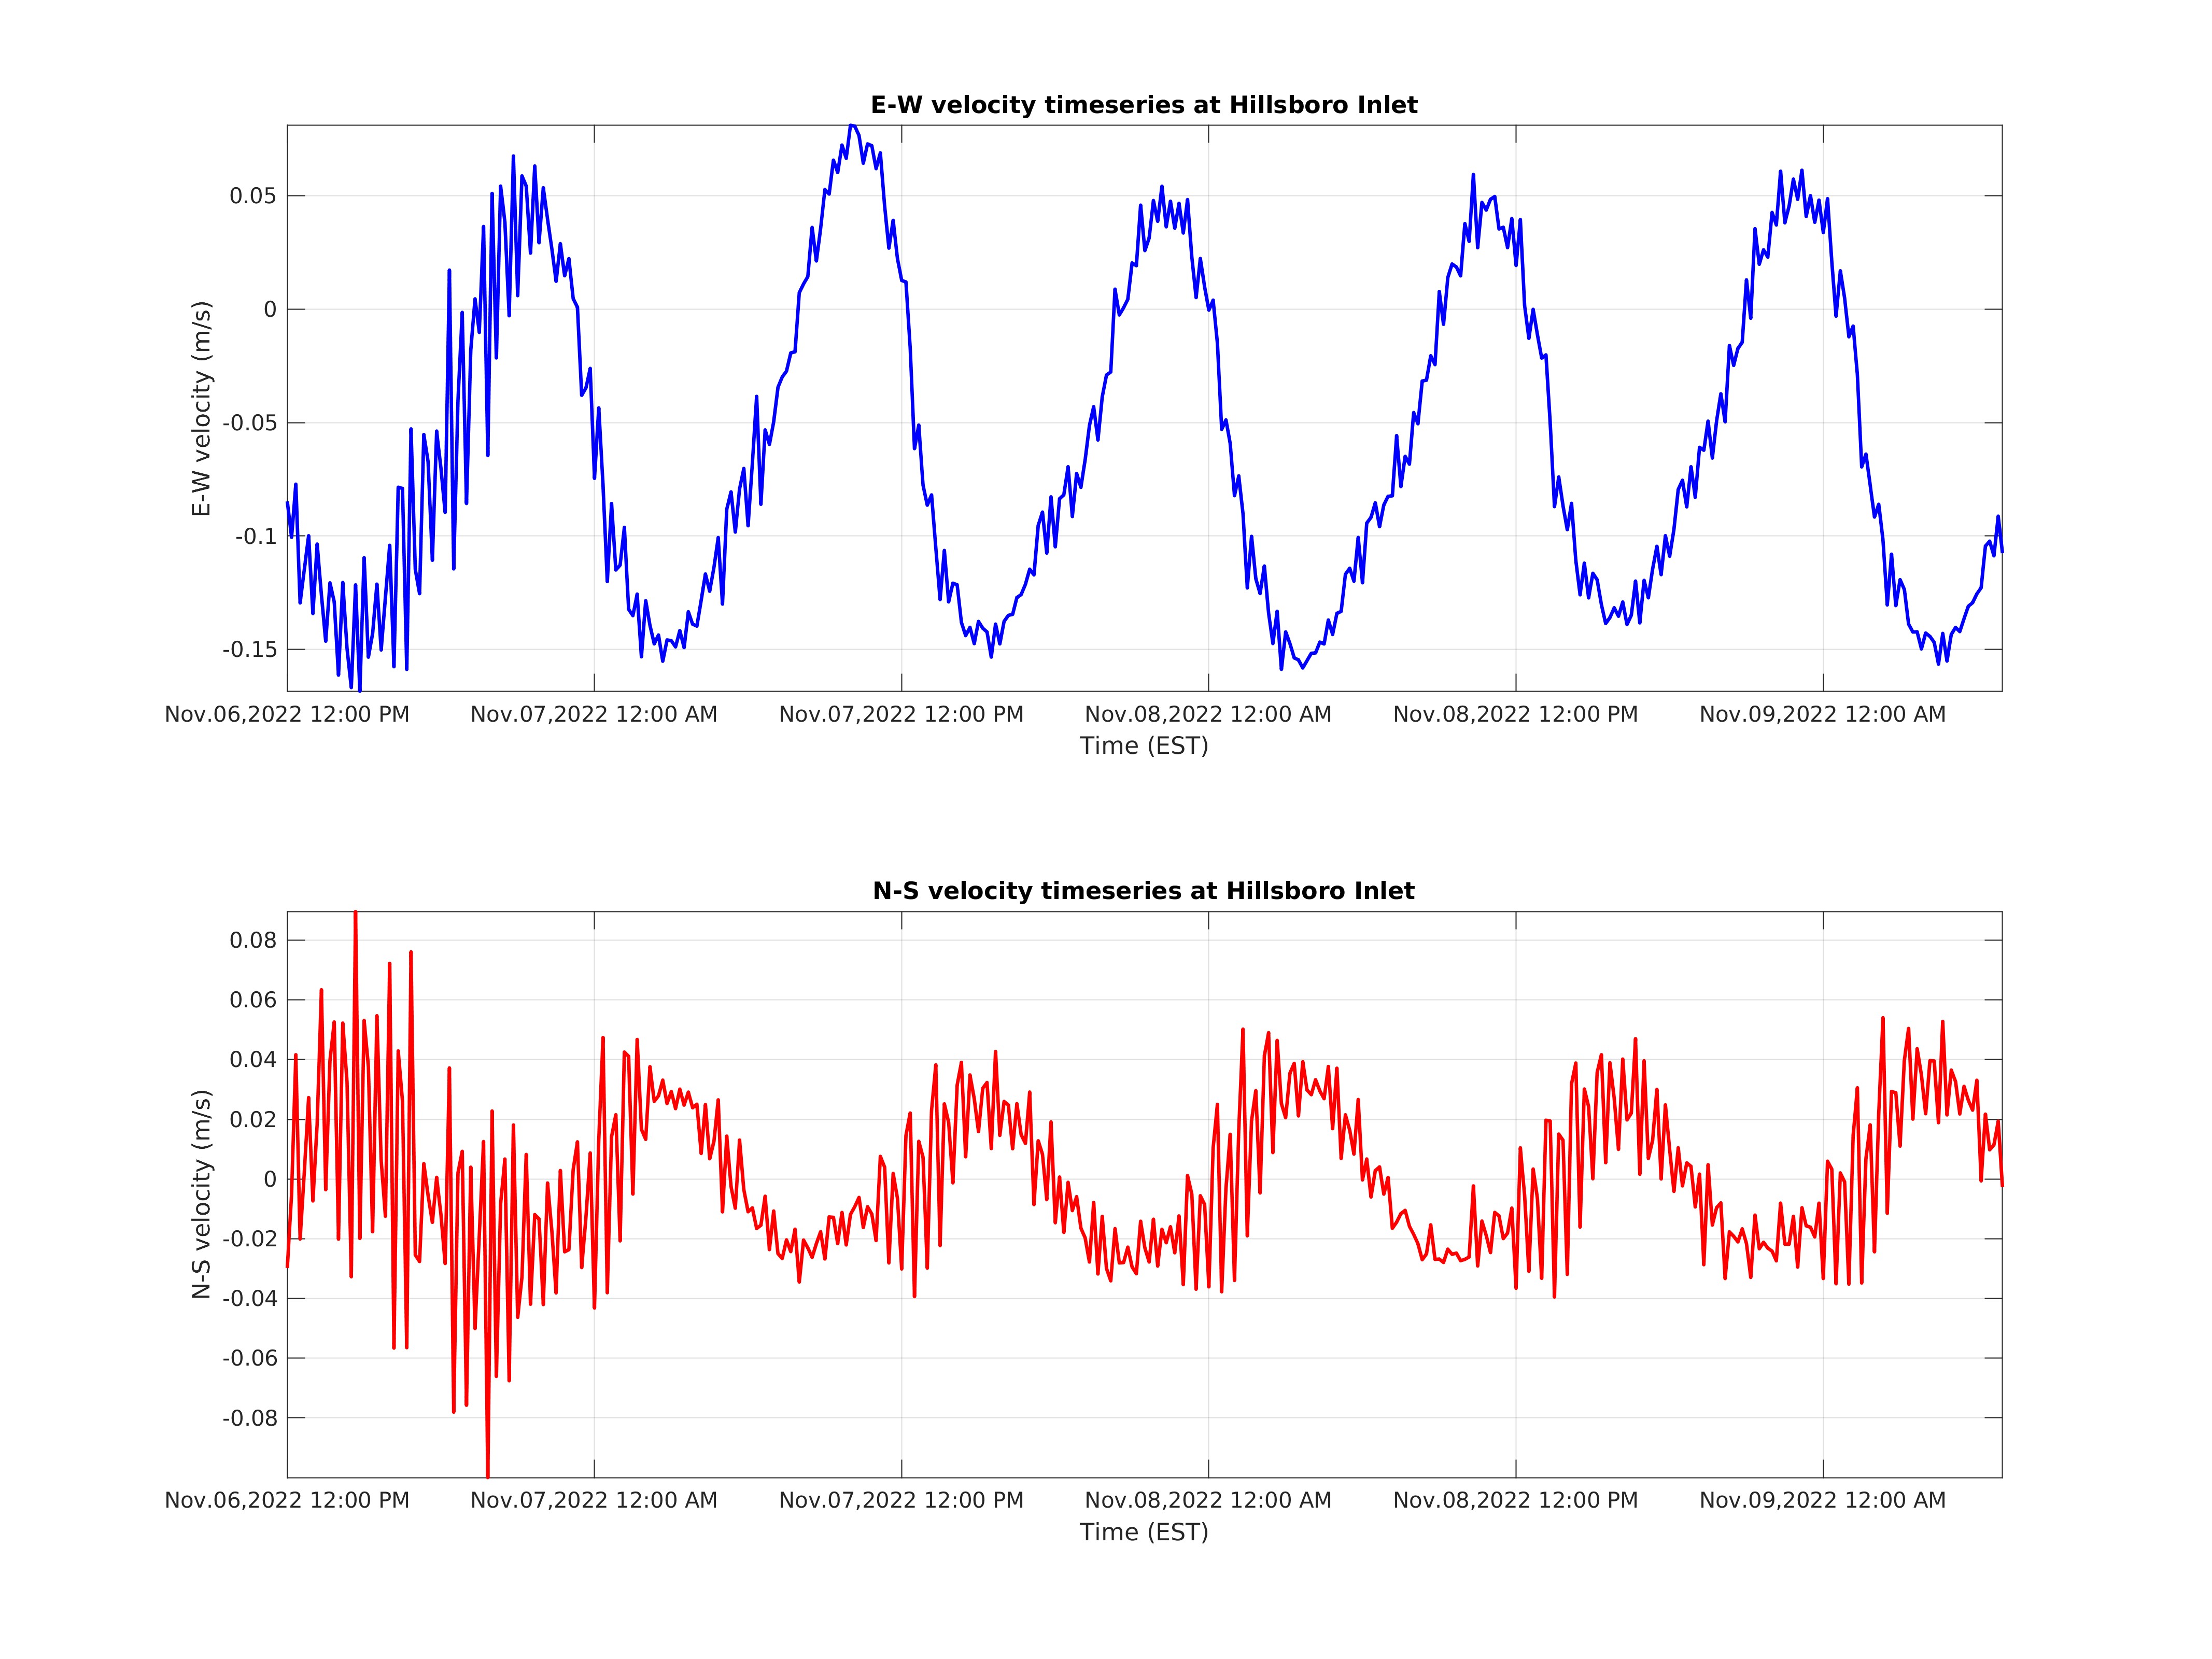 E-W velocity timeseries at Hillsboro Inlet
E-W velocity (m/s)
0.05
0
-0.05
-0.1
-0.15
Nov.06,2022 12:00 PM Nov.07,2022 12:00 AM Nov.07,2022 12:00 PM Nov.08,2022 12:00 AM Nov.08,2022 12:00 PM Nov.09,2022 12:00 AM
Time (EST)
N-S velocity timeseries at Hillsboro Inlet
N-S velocity (m/s)
0.08
0.06
0.04
0.02
0
-0.02
-0.04
-0.06
-0.08
Nov.06,2022 12:00 PM Nov.07,2022 12:00 AM Nov.07,2022 12:00 PM Nov.08,2022 12:00 AM Nov.08,2022 12:00 PM Nov.09,2022 12:00 AM
Time (EST)